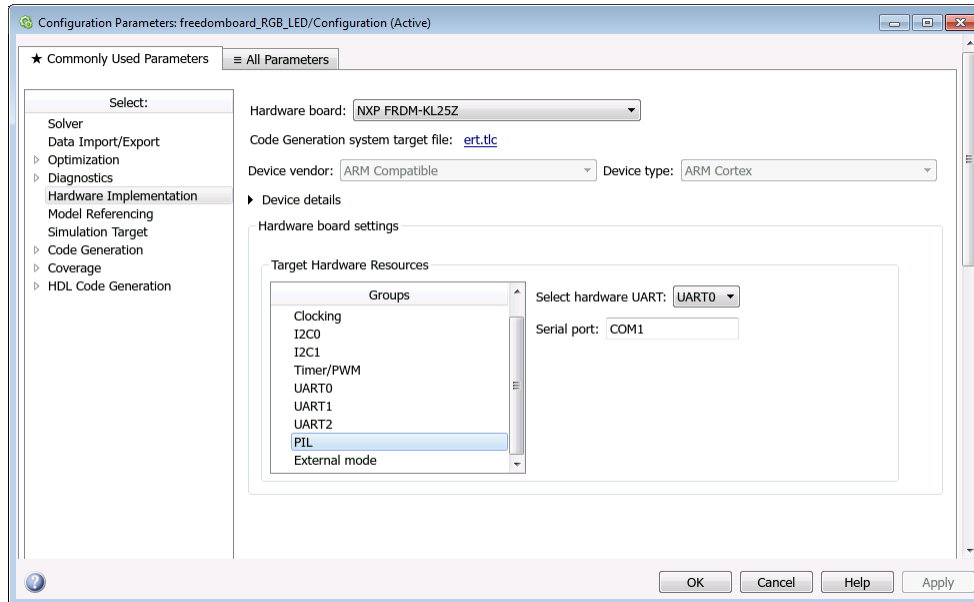 Configuration Parameters: freedomboard_RGB_LED/Configuration (Active)
★ Commonly Used Parameters
≡ All Parameters
Select:
Solver
Data Import/Export
Optimization
Diagnostics
Hardware Implementation
Model Referencing
Simulation Target
Code Generation
Coverage
HDL Code Generation
Hardware board: NXP FRDM-KL25Z
Code Generation system target file: ert.tlc
Device vendor: ARM Compatible Device type: ARM Cortex
Device details
Hardware board settings
Target Hardware Resources
Groups
Clocking
I2C0
I2C1
Timer/PWM
UART0
UART1
UART2
PIL
External mode
Select hardware UART: UART0
Serial port: COM1
OK Cancel Help Apply